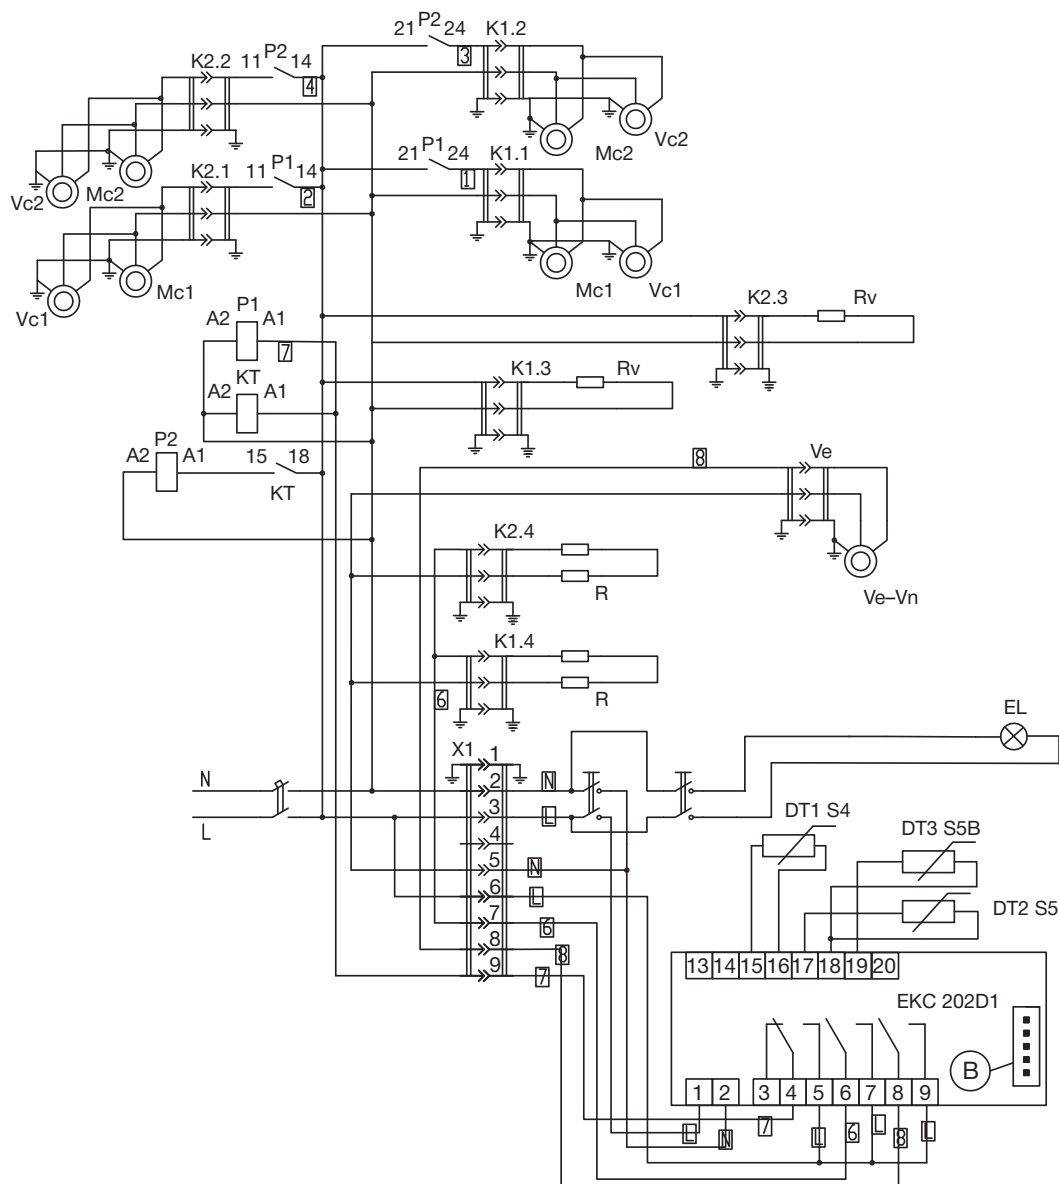 21 P2 24 K1.2
3
K2.2 11 P2 14
4
Vc2
Mc2
21 P1 24 K1.1
1
K2.1 11 P1 14
2
Vc2 Mc2
Mc1 Vc1
Mc1
Vc1
K2.3 Rv
P1
A2 A1
7
K1.3 Rv
KT
A2 A1
P2
A2 A1 15 18
KT
8 Ve
K2.4
R
Ve–Vn
K1.4
6 R
EL
X1 1
N 2 N
3 L
L
4
5 N
6 L
7 6
8 8
9 7
DT1 S4
DT3 S5B
DT2 S5
13 14 15 16 17 18 19 20
EKC 202D1
B
1 2 3 4 5 6 7 8 9
L N 7 L 6 L 8 L